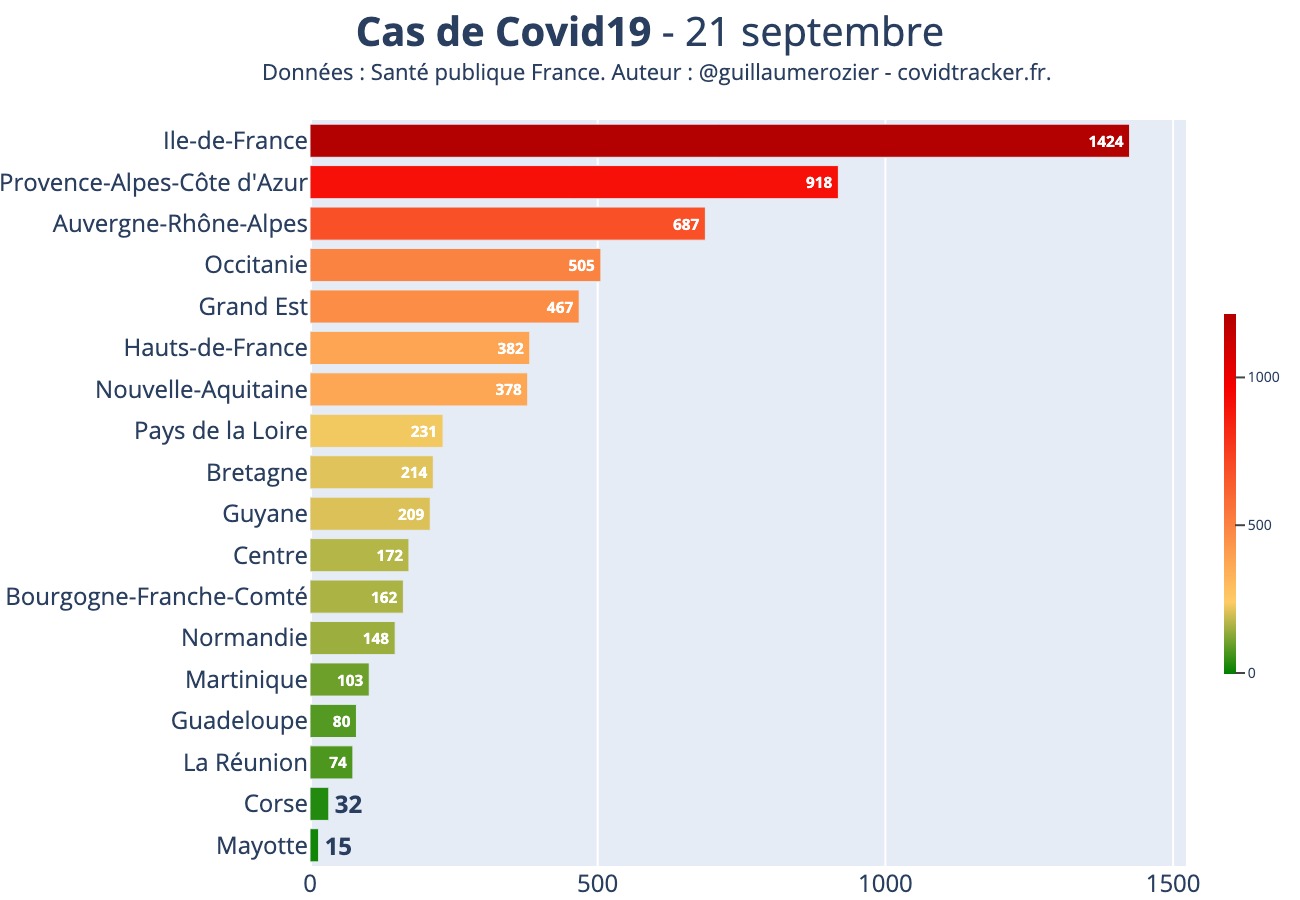 Cas de Covid19 - 21 septembre
Données : Santé publique France. Auteur : @guillaumerozier - covidtracker.fr.
Ile-de-France 1424
Provence-Alpes-Côte d'Azur 918
Auvergne-Rhône-Alpes 687
Occitanie 505
Grand Est 467
Hauts-de-France 382
Nouvelle-Aquitaine 378
Pays de la Loire 231
Bretagne 214
Guyane 209
Centre 172
Bourgogne-Franche-Comté 162
Normandie 148
Martinique 103
Guadeloupe 80
La Réunion 74
Corse 32
Mayotte 15
0 500 1000 1500
1000
500
0